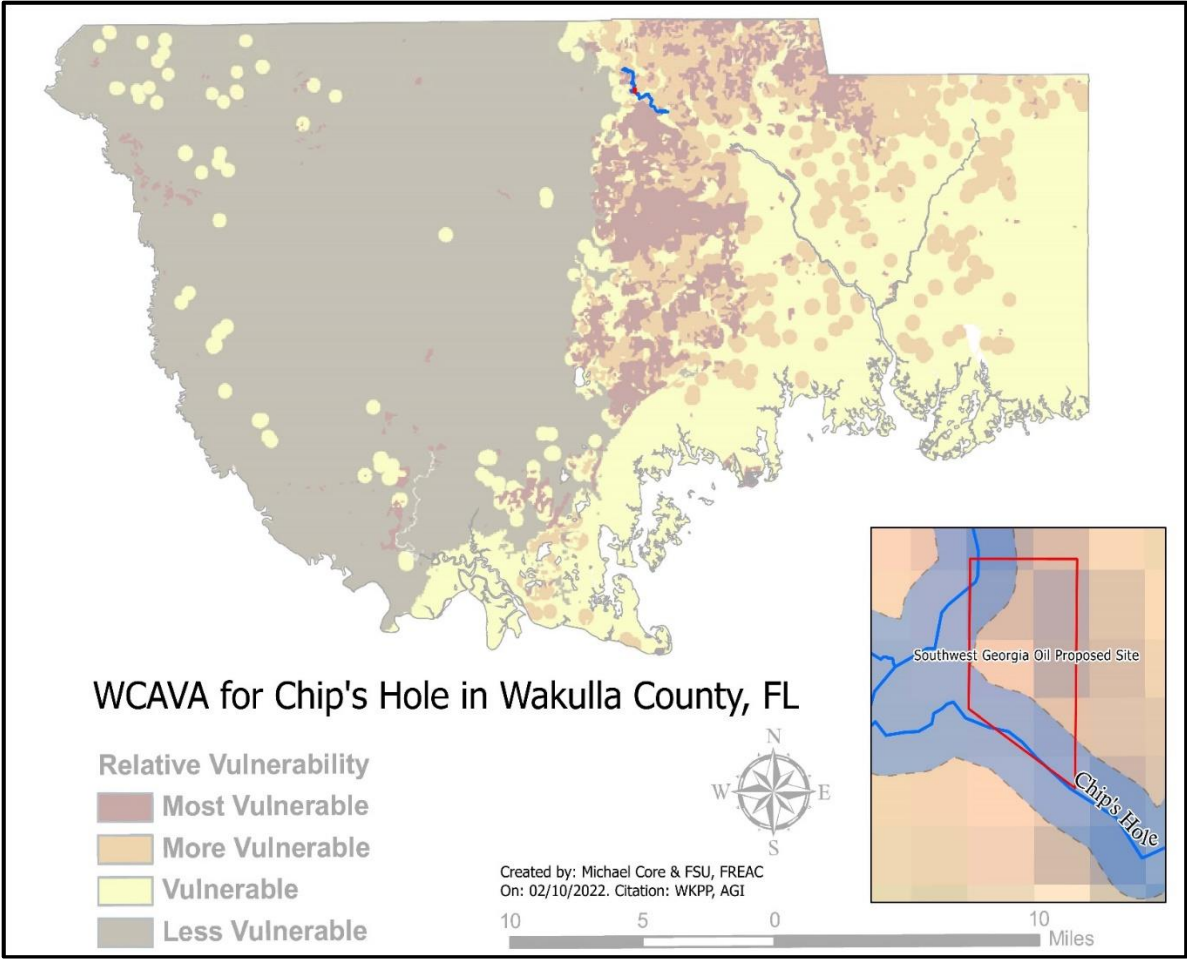 Southwest Georgia Oil Proposed Site
Chip's Hole
WCAVA for Chip's Hole in Wakulla County, FL
Relative Vulnerability
Most Vulnerable
More Vulnerable
Vulnerable
Less Vulnerable
N
W E
S
Created by: Michael Core & FSU, FREAC
On: 02/10/2022. Citation: WKPP, AGI
10 5 0 10
Miles